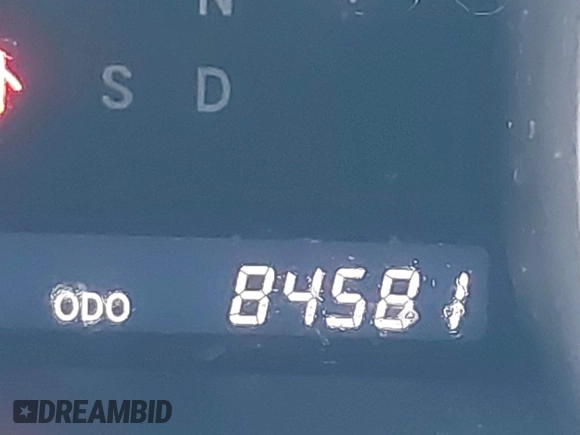 N
S D
ODO 84581
DREAMBID